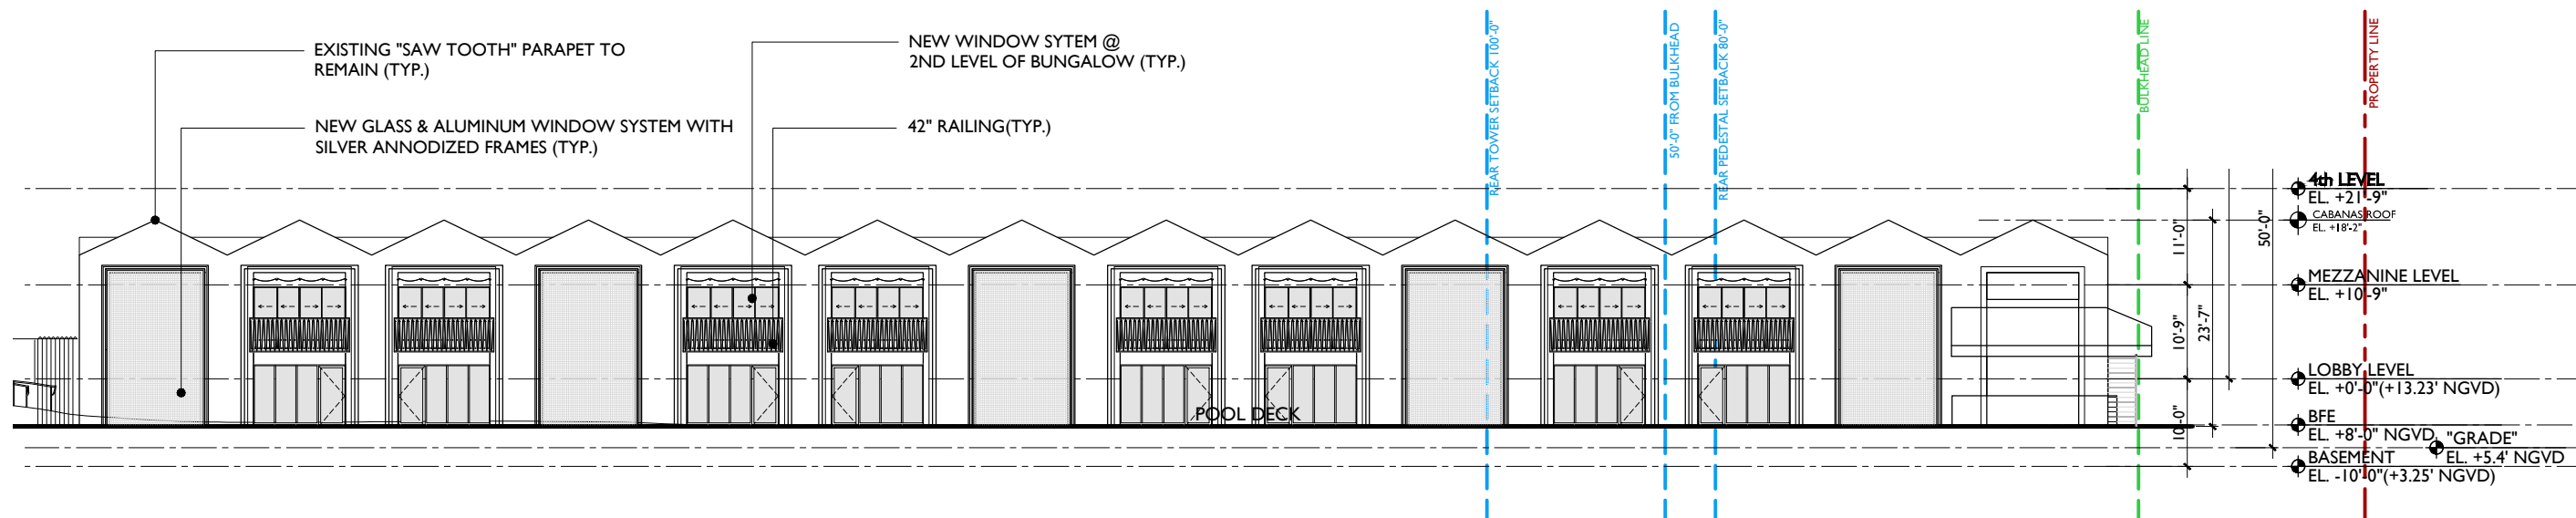 EXISTING "SAW TOOTH" PARAPET TO
REMAIN (TYP.)
NEW GLASS & ALUMINUM WINDOW SYSTEM WITH
SILVER ANNODIZED FRAMES (TYP.)
NEW WINDOW SYTEM @
2ND LEVEL OF BUNGALOW (TYP.)
42" RAILING(TYP.)
REAR TOWER SETBACK 100'-0"
50'-0" FROM BULKHEAD
REAR PEDESTAL SETBACK 80'-0"
BULKHEAD LINE
PROPERTY LINE
POOL DECK
11'-0"
10'-9"
10'-0"
23'-7"
50'-0"
4th LEVEL
EL. +21'-9"
CABANAS ROOF
EL. +18'-2"
MEZZANINE LEVEL
EL. +10'-9"
LOBBY LEVEL
EL. +0'-0"(+13.23' NGVD)
BFE
EL. +8'-0" NGVD
"GRADE"
EL. +5.4' NGVD
BASEMENT
EL. -10'-0"(+3.25' NGVD)